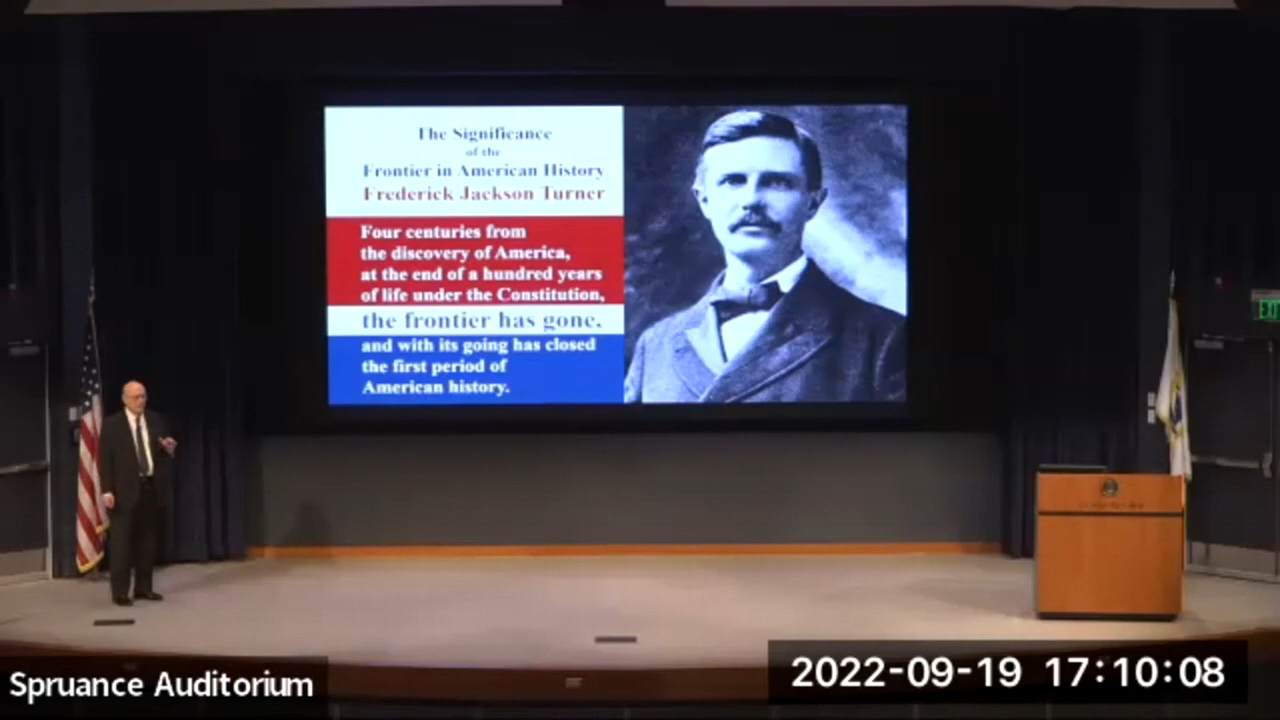 The Significance
of the
Frontier in American History
Frederick Jackson Turner
Four centuries from
the discovery of America,
at the end of a hundred years
of life under the Constitution,
the frontier has gone.
and with its going has closed
the first period of
American history.
EXI
Spruance Auditorium
2022-09-19 17:10:08